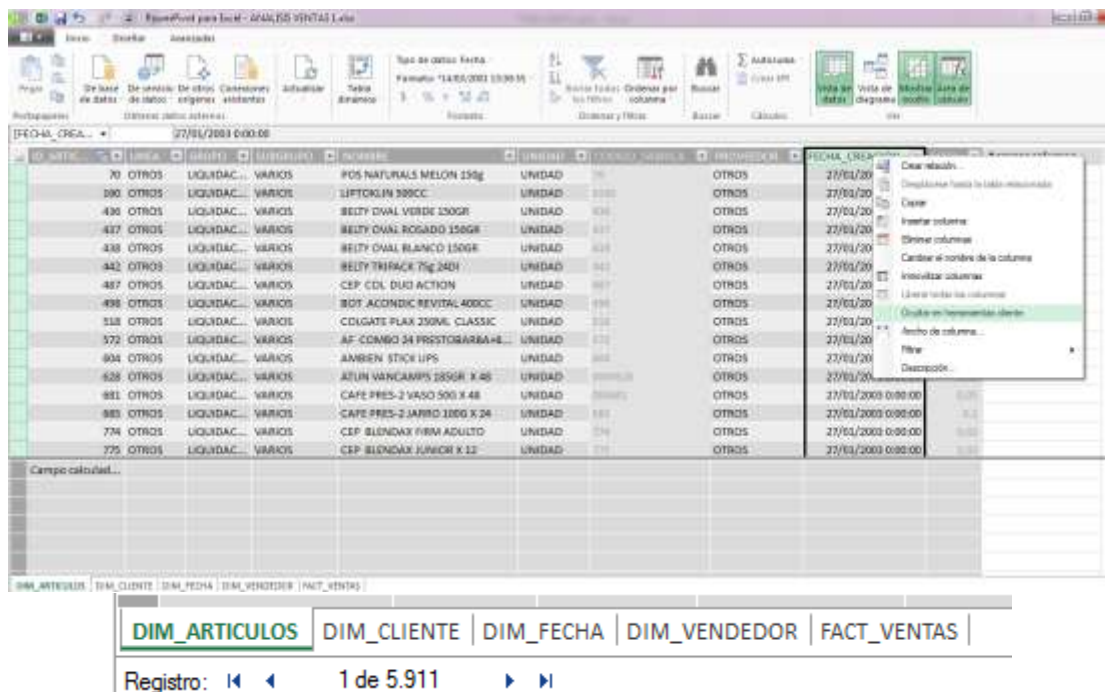 PowerPivot para Excel - ANALISIS VENTAS 1.xlsx
Inicio Diseñar Avanzadas
Pegar
De base de datos
De servicio de datos
De otros orígenes
Conexiones existentes
Actualizar
Tabla dinámica
Tipo de datos: Fecha
Formato: *14/03/2001 13:30:55
Ordenar por columna
Buscar
Autosuma
Crear KPI
Vista de datos
Vista de diagrama
Mostrar oculto
Área de cálculo
Portapapeles Obtener datos externos Formato Ordenar y filtrar Buscar Cálculos Ver
[FECHA_CREA... 27/01/2003 0:00:00
LINEA GRUPO SUBGRUPO NOMBRE UNIDAD PROVEEDOR
70 OTROS LIQUIDAC... VARIOS POS NATURALS MELON 150g UNIDAD OTROS 27/01/20
OTROS LIQUIDAC... VARIOS LIPTOKLIN 500CC UNIDAD OTROS 27/01/20
436 OTROS LIQUIDAC... VARIOS BELTY OVAL VERDE 150GR UNIDAD OTROS 27/01/20
437 OTROS LIQUIDAC... VARIOS BELTY OVAL ROSADO 150GR UNIDAD OTROS 27/01/20
438 OTROS LIQUIDAC... VARIOS BELTY OVAL BLANCO 150GR UNIDAD OTROS 27/01/20
442 OTROS LIQUIDAC... VARIOS BELTY TRIPACK 75g 24DI UNIDAD OTROS 27/01/20
487 OTROS LIQUIDAC... VARIOS CEP COL DUO ACTION UNIDAD OTROS 27/01/20
498 OTROS LIQUIDAC... VARIOS BOT ACONDIC REVITAL 400CC UNIDAD OTROS 27/01/20
518 OTROS LIQUIDAC... VARIOS COLGATE PLAX 250ML CLASSIC UNIDAD OTROS 27/01/20
572 OTROS LIQUIDAC... VARIOS AF COMBO 24 PRESTOBARBA+8... UNIDAD OTROS 27/01/20
604 OTROS LIQUIDAC... VARIOS AMBIEN STICK UPS UNIDAD OTROS 27/01/20
628 OTROS LIQUIDAC... VARIOS ATUN VANCAMPS 185GR X 48 UNIDAD OTROS 27/01/20
681 OTROS LIQUIDAC... VARIOS CAFE PRES-2 VASO 50G X 48 UNIDAD OTROS 27/01/2003 0:00:00
685 OTROS LIQUIDAC... VARIOS CAFE PRES-2 JARRO 100G X 24 UNIDAD OTROS 27/01/2003 0:00:00
774 OTROS LIQUIDAC... VARIOS CEP BLENDAX FIRM ADULTO UNIDAD OTROS 27/01/2003 0:00:00
775 OTROS LIQUIDAC... VARIOS CEP BLENDAX JUNIOR X 12 UNIDAD OTROS 27/01/2003 0:00:00
Crear relación...
Desplazarse hasta la tabla relacionada
Copiar
Insertar columna
Eliminar columnas
Cambiar el nombre de la columna
Inmovilizar columnas
Liberar todas las columnas
Ocultar en herramientas cliente
Ancho de columna...
Filtrar
Descripción...
Campo calculad...
DIM_ARTICULOS DIM_CLIENTE DIM_FECHA DIM_VENDEDOR FACT_VENTAS
DIM_ARTICULOS DIM_CLIENTE DIM_FECHA DIM_VENDEDOR FACT_VENTAS
Registro: 1 de 5.911